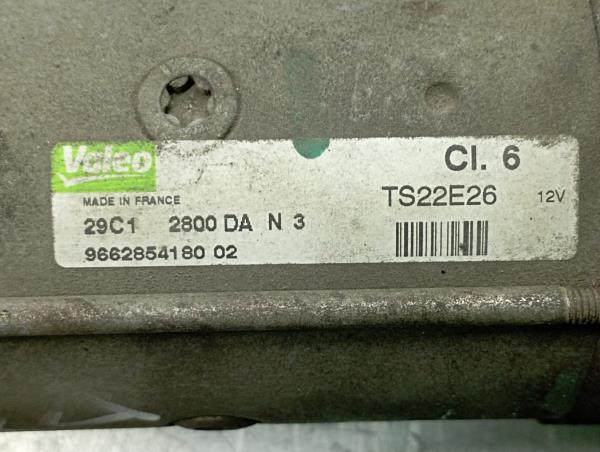 Valeo
Cl. 6
MADE IN FRANCE
TS22E26 12V
29C1 2800 DA N 3
9662854180 02